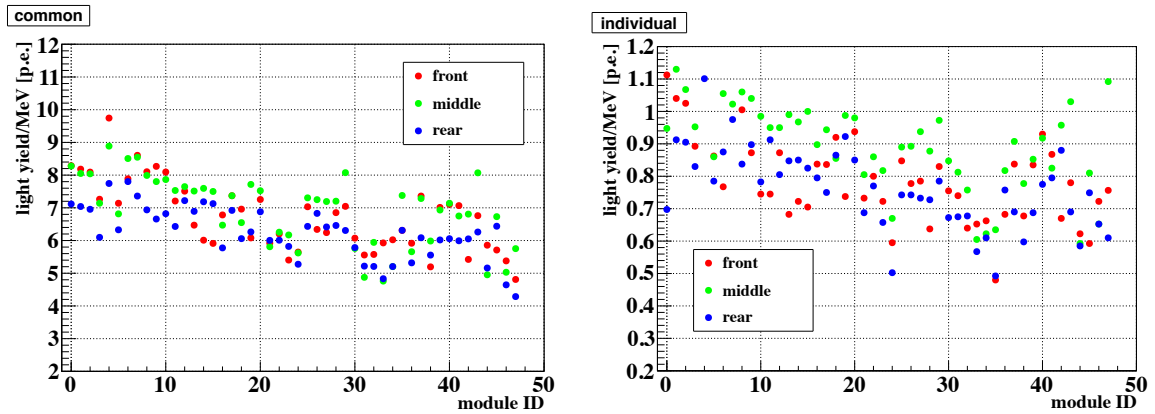 common
light yield/MeV [p.e.]
12
11
10
9
8
7
6
5
4
3
2
front
middle
rear
0
10
20
30
40
50
module ID
individual
light yield/MeV [p.e.]
1.2
1.1
1
0.9
0.8
0.7
0.6
0.5
0.4
0.3
0.2
front
middle
rear
0
10
20
30
40
50
module ID